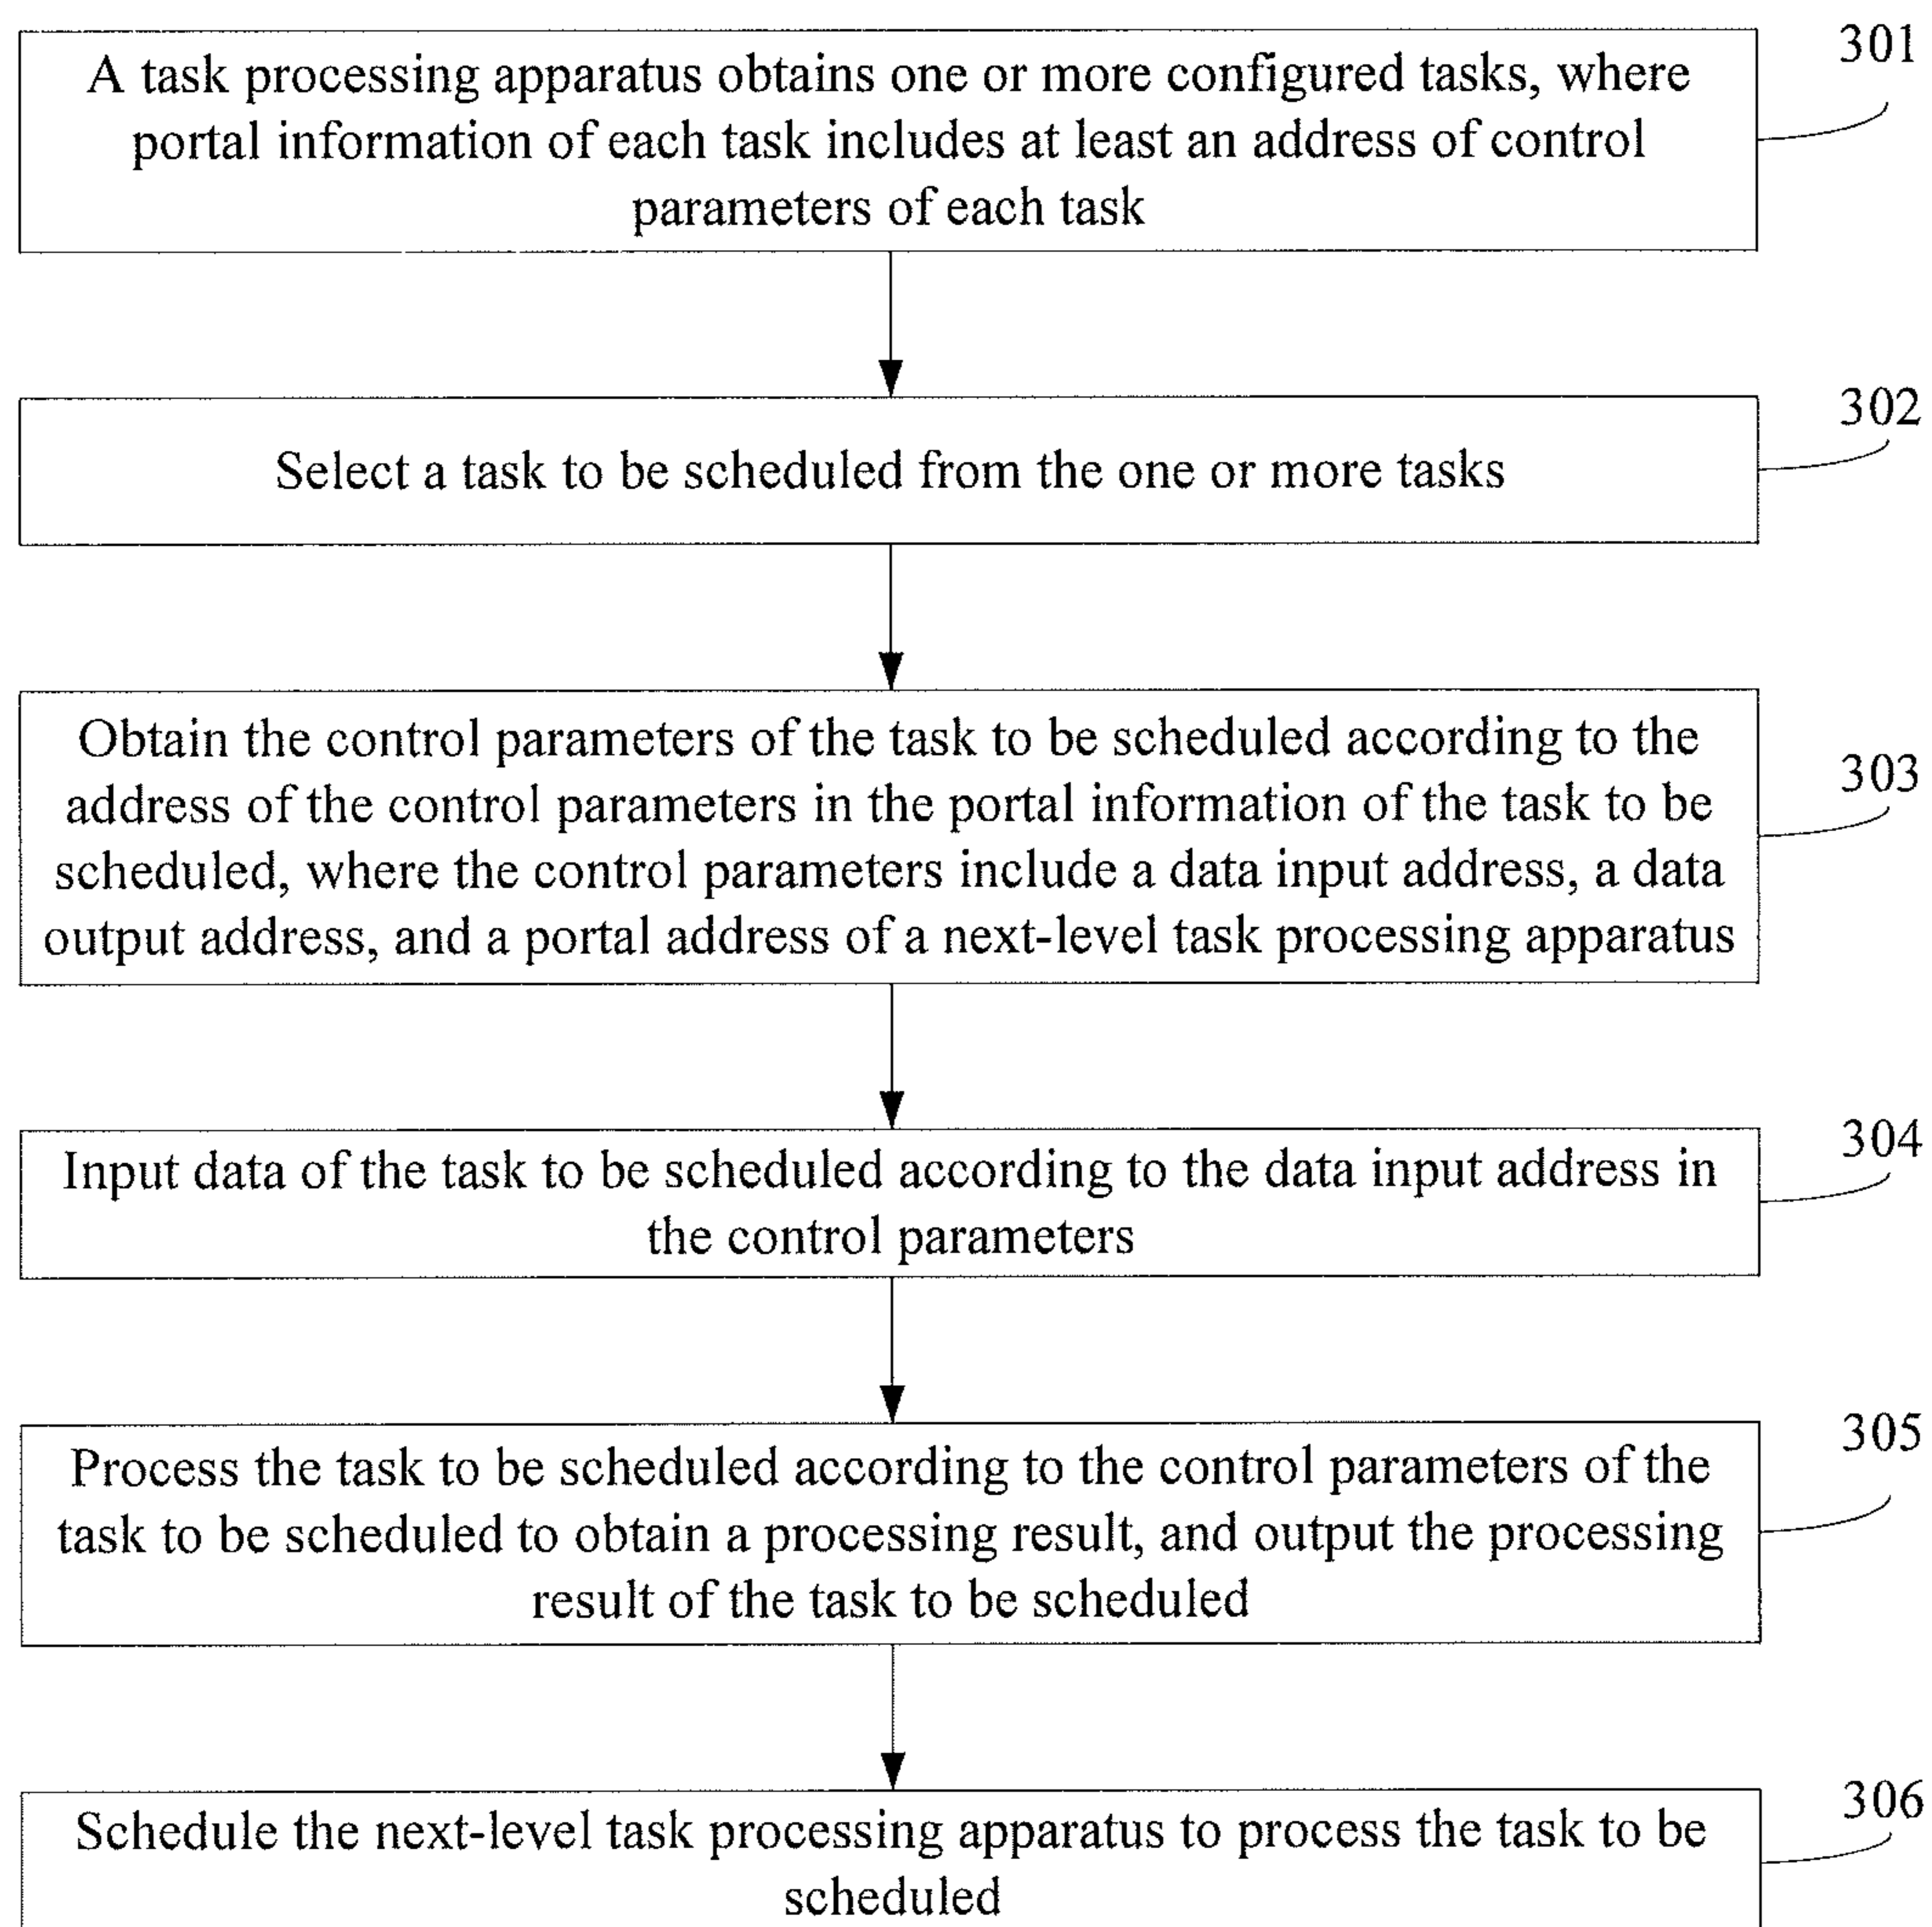 301
A task processing apparatus obtains one or more configured tasks, where
portal information of each task includes at least an address of control
parameters of each task
302
Select a task to be scheduled from the one or more tasks
303
Obtain the control parameters of the task to be scheduled according to the
address of the control parameters in the portal information of the task to be
scheduled, where the control parameters include a data input address, a data
output address, and a portal address of a next-level task processing apparatus
304
Input data of the task to be scheduled according to the data input address in
the control parameters
305
Process the task to be scheduled according to the control parameters of the
task to be scheduled to obtain a processing result, and output the processing
result of the task to be scheduled
306
Schedule the next-level task processing apparatus to process the task to be
scheduled